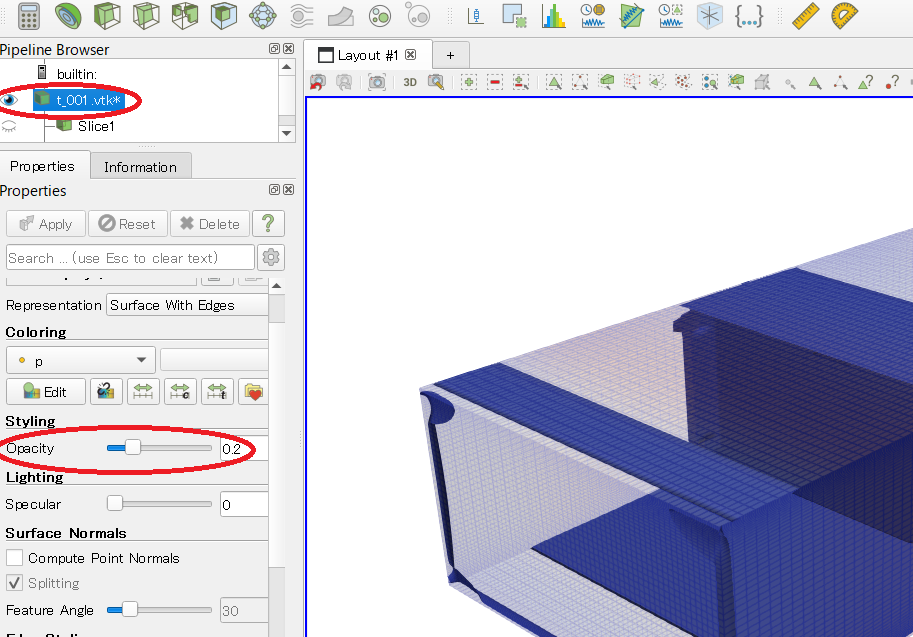 Pipeline Browser
builtin:
t_001.vtk*
Slice1
Properties
Information
Properties
Apply
Reset
Delete
?
Search ... (use Esc to clear text)
Representation
Surface With Edges
Coloring
p
Edit
c
t
Styling
Opacity
0.2
Lighting
Specular
0
Surface Normals
Compute Point Normals
Splitting
Feature Angle
30
Layout #1
+
3D